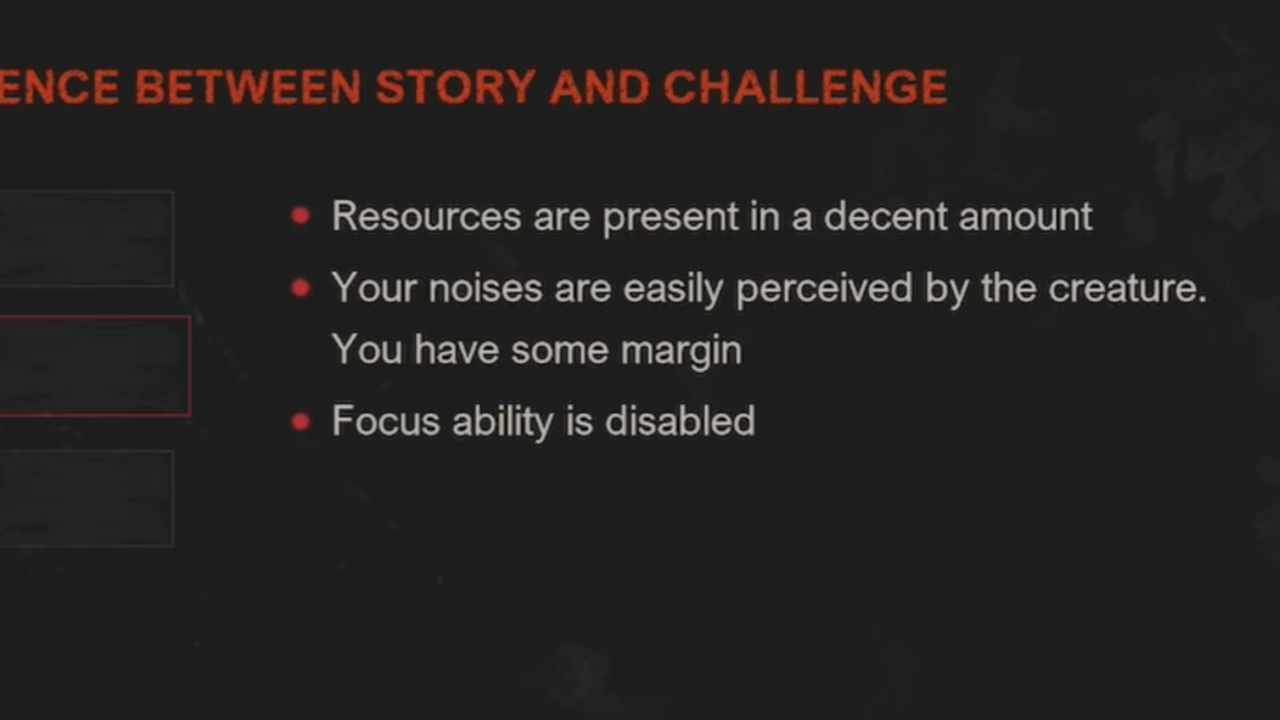 ENCE BETWEEN STORY AND CHALLENGE
Resources are present in a decent amount
Your noises are easily perceived by the creature.
You have some margin
Focus ability is disabled